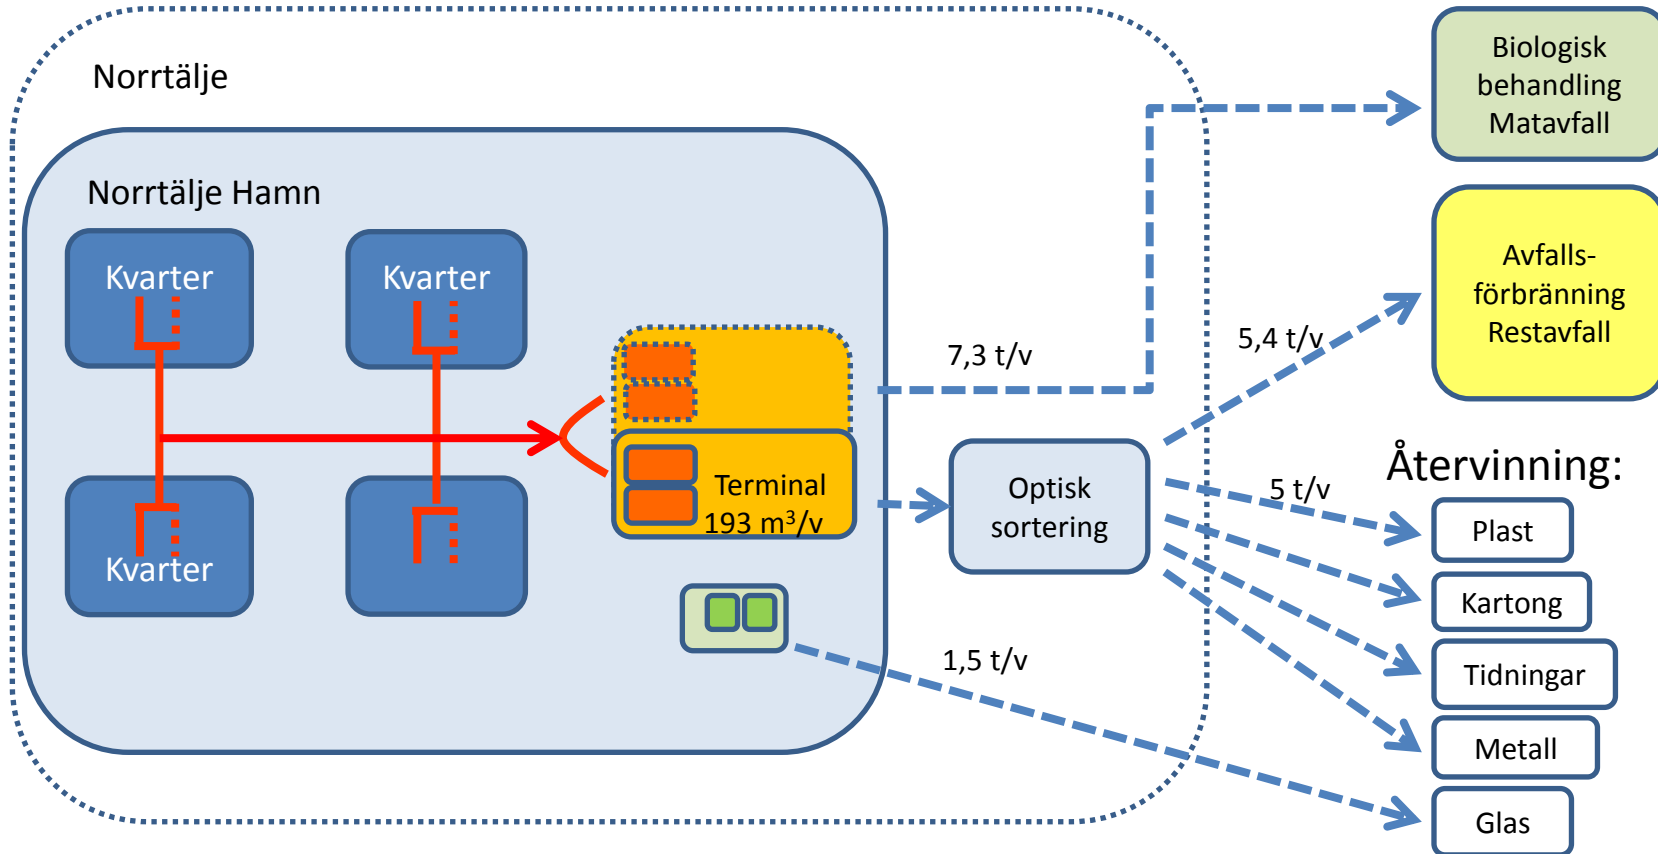 Norrtälje
Norrtälje Hamn
Kvarter
Kvarter
Kvarter
Terminal
193 m³/v
7,3 t/v
5,4 t/v
5 t/v
1,5 t/v
Optisk
sortering
Biologisk
behandling
Matavfall
Avfalls-
förbränning
Restavfall
Återvinning:
Plast
Kartong
Tidningar
Metall
Glas